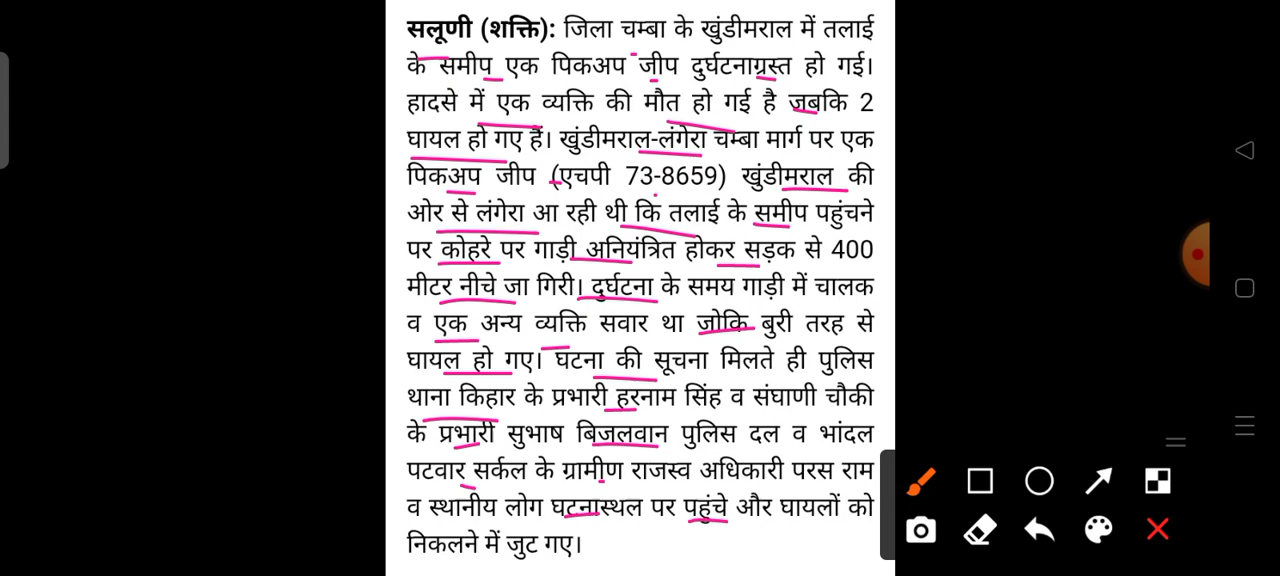 सलूणी (शक्ति): जिला चम्बा के खुंडीमराल में तलाई
के समीप एक पिकअप जीप दुर्घटनाग्रस्त हो गई।
हादसे में एक व्यक्ति की मौत हो गई है जबकि 2
घायल हो गए हैं। खुंडीमराल-लंगेरा चम्बा मार्ग पर एक
पिकअप जीप (एचपी 73-8659) खुंडीमराल की
ओर से लंगेरा आ रही थी कि तलाई के समीप पहुंचने
पर कोहरे पर गाड़ी अनियंत्रित होकर सड़क से 400
मीटर नीचे जा गिरी। दुर्घटना के समय गाड़ी में चालक
व एक अन्य व्यक्ति सवार था जोकि बुरी तरह से
घायल हो गए। घटना की सूचना मिलते ही पुलिस
थाना किहार के प्रभारी हरनाम सिंह व संघाणी चौकी
के प्रभारी सुभाष बिजलवान पुलिस दल व भांदल
पटवार सर्कल के ग्रामीण राजस्व अधिकारी परस राम
व स्थानीय लोग घटनास्थल पर पहुंचे और घायलों को
निकलने में जुट गए।